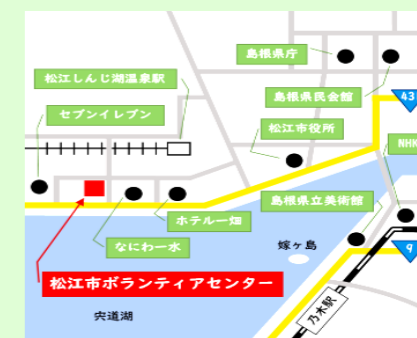 島根県庁
松江しんじ湖温泉駅
島根県民会館
43
セブンイレブン
松江市役所
NHK
島根県立美術館
ホテル一畑
なにわ一水
嫁ヶ島
9
松江市ボランティアセンター
乃木駅
宍道湖